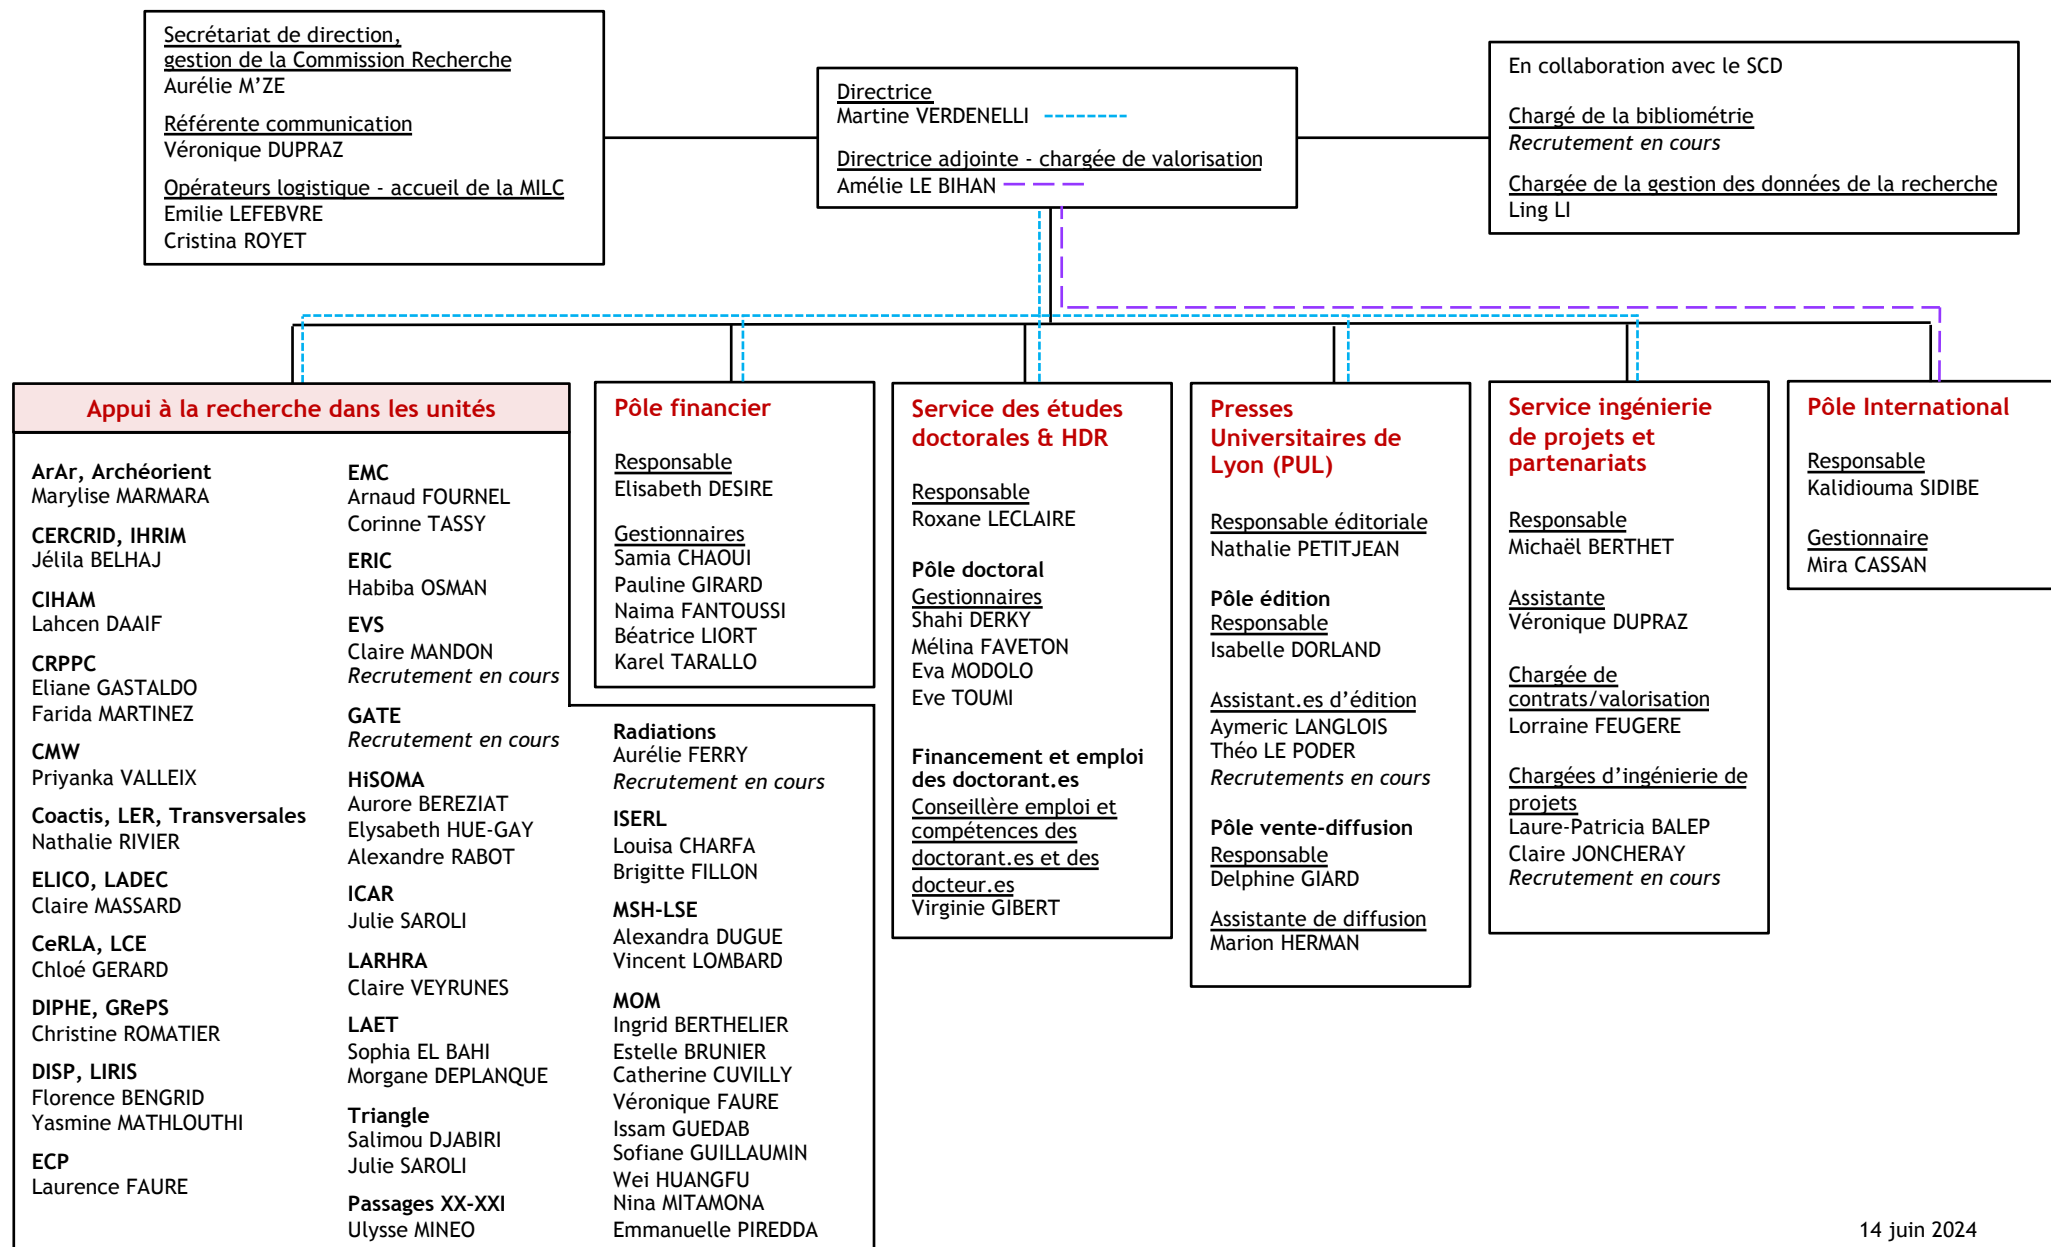 Secrétariat de direction,
gestion de la Commission Recherche
Aurélie M’ZE
Référente communication
Véronique DUPRAZ
Opérateurs logistique - accueil de la MILC
Emilie LEFEBVRE
Cristina ROYET
Directrice
Martine VERDENELLI
Directrice adjointe - chargée de valorisation
Amélie LE BIHAN
En collaboration avec le SCD
Chargé de la bibliométrie
Recrutement en cours
Chargée de la gestion des données de la recherche
Ling LI
Appui à la recherche dans les unités
ArAr, Archéorient
Marylise MARMARA
CERCRID, IHRIM
Jélila BELHAJ
CIHAM
Lahcen DAAIF
CRPPC
Eliane GASTALDO
Farida MARTINEZ
CMW
Priyanka VALLEIX
Coactis, LER, Transversales
Nathalie RIVIER
ELICO, LADEC
Claire MASSARD
CeRLA, LCE
Chloé GERARD
DIPHE, GRePS
Christine ROMATIER
DISP, LIRIS
Florence BENGRID
Yasmine MATHLOUTHI
ECP
Laurence FAURE
EMC
Arnaud FOURNEL
Corinne TASSY
ERIC
Habiba OSMAN
EVS
Claire MANDON
Recrutement en cours
GATE
Recrutement en cours
HiSOMA
Aurore BEREZIAT
Elysabeth HUE-GAY
Alexandre RABOT
ICAR
Julie SAROLI
LARHRA
Claire VEYRUNES
LAET
Sophia EL BAHI
Morgane DEPLANQUE
Triangle
Salimou DJABIRI
Julie SAROLI
Passages XX-XXI
Ulysse MINEO
Radiations
Aurélie FERRY
Recrutement en cours
ISERL
Louisa CHARFA
Brigitte FILLON
MSH-LSE
Alexandra DUGUE
Vincent LOMBARD
MOM
Ingrid BERTHELIER
Estelle BRUNIER
Catherine CUVILLY
Véronique FAURE
Issam GUEDAB
Sofiane GUILLAUMIN
Wei HUANGFU
Nina MITAMONA
Emmanuelle PIREDDA
Pôle financier
Responsable
Elisabeth DESIRE
Gestionnaires
Samia CHAOUI
Pauline GIRARD
Naima FANTOUSSI
Béatrice LIORT
Karel TARALLO
Service des études
doctorales & HDR
Responsable
Roxane LECLAIRE
Pôle doctoral
Gestionnaires
Shahi DERKY
Mélina FAVETON
Eva MODOLO
Eve TOUMI
Financement et emploi
des doctorant.es
Conseillère emploi et
compétences des
doctorant.es et des
docteur.es
Virginie GIBERT
Presses
Universitaires de
Lyon (PUL)
Responsable éditoriale
Nathalie PETITJEAN
Pôle édition
Responsable
Isabelle DORLAND
Assistant.es d’édition
Aymeric LANGLOIS
Théo LE PODER
Recrutements en cours
Pôle vente-diffusion
Responsable
Delphine GIARD
Assistante de diffusion
Marion HERMAN
Service ingénierie
de projets et
partenariats
Responsable
Michaël BERTHET
Assistante
Véronique DUPRAZ
Chargée de
contrats/valorisation
Lorraine FEUGERE
Chargées d’ingénierie de
projets
Laure-Patricia BALEP
Claire JONCHERAY
Recrutement en cours
Pôle International
Responsable
Kalidiouma SIDIBE
Gestionnaire
Mira CASSAN
14 juin 2024